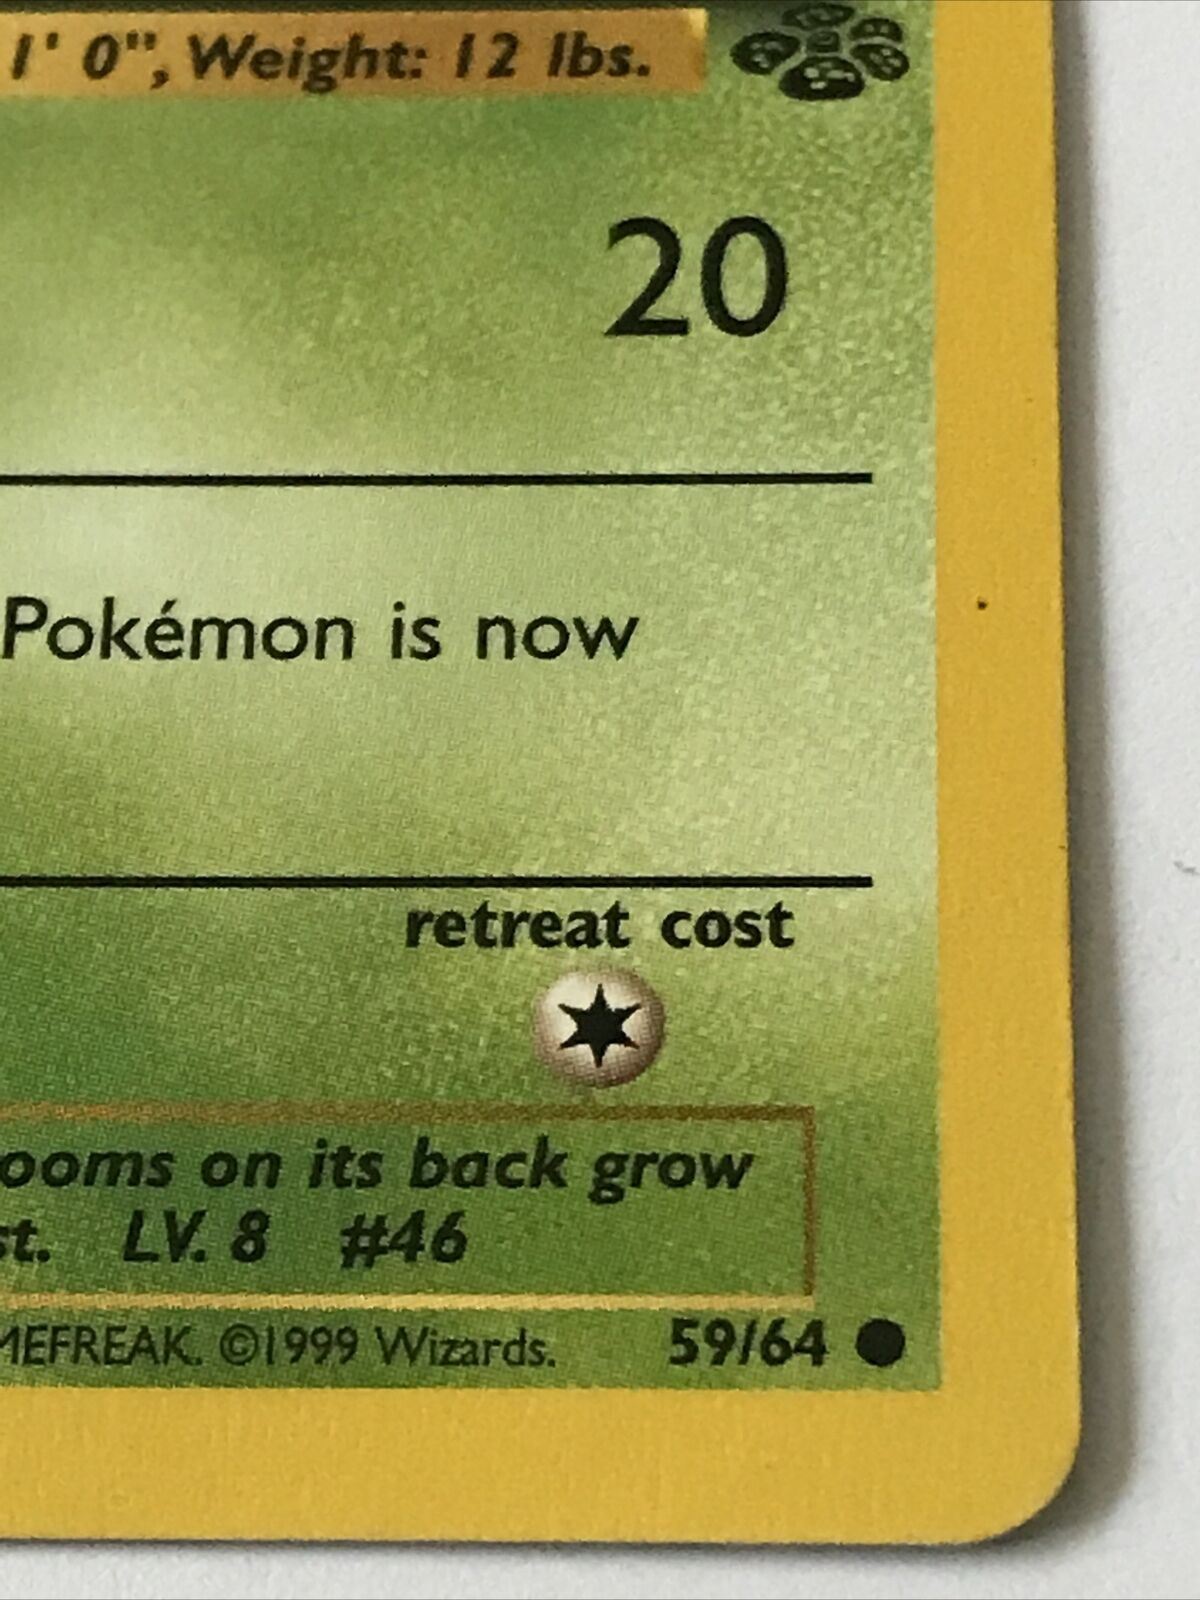 1' 0", Weight: 12 lbs.
20
Pokémon is now
retreat cost
ooms on its back grow
st. LV. 8 #46
MEFREAK. ©1999 Wizards. 59/64